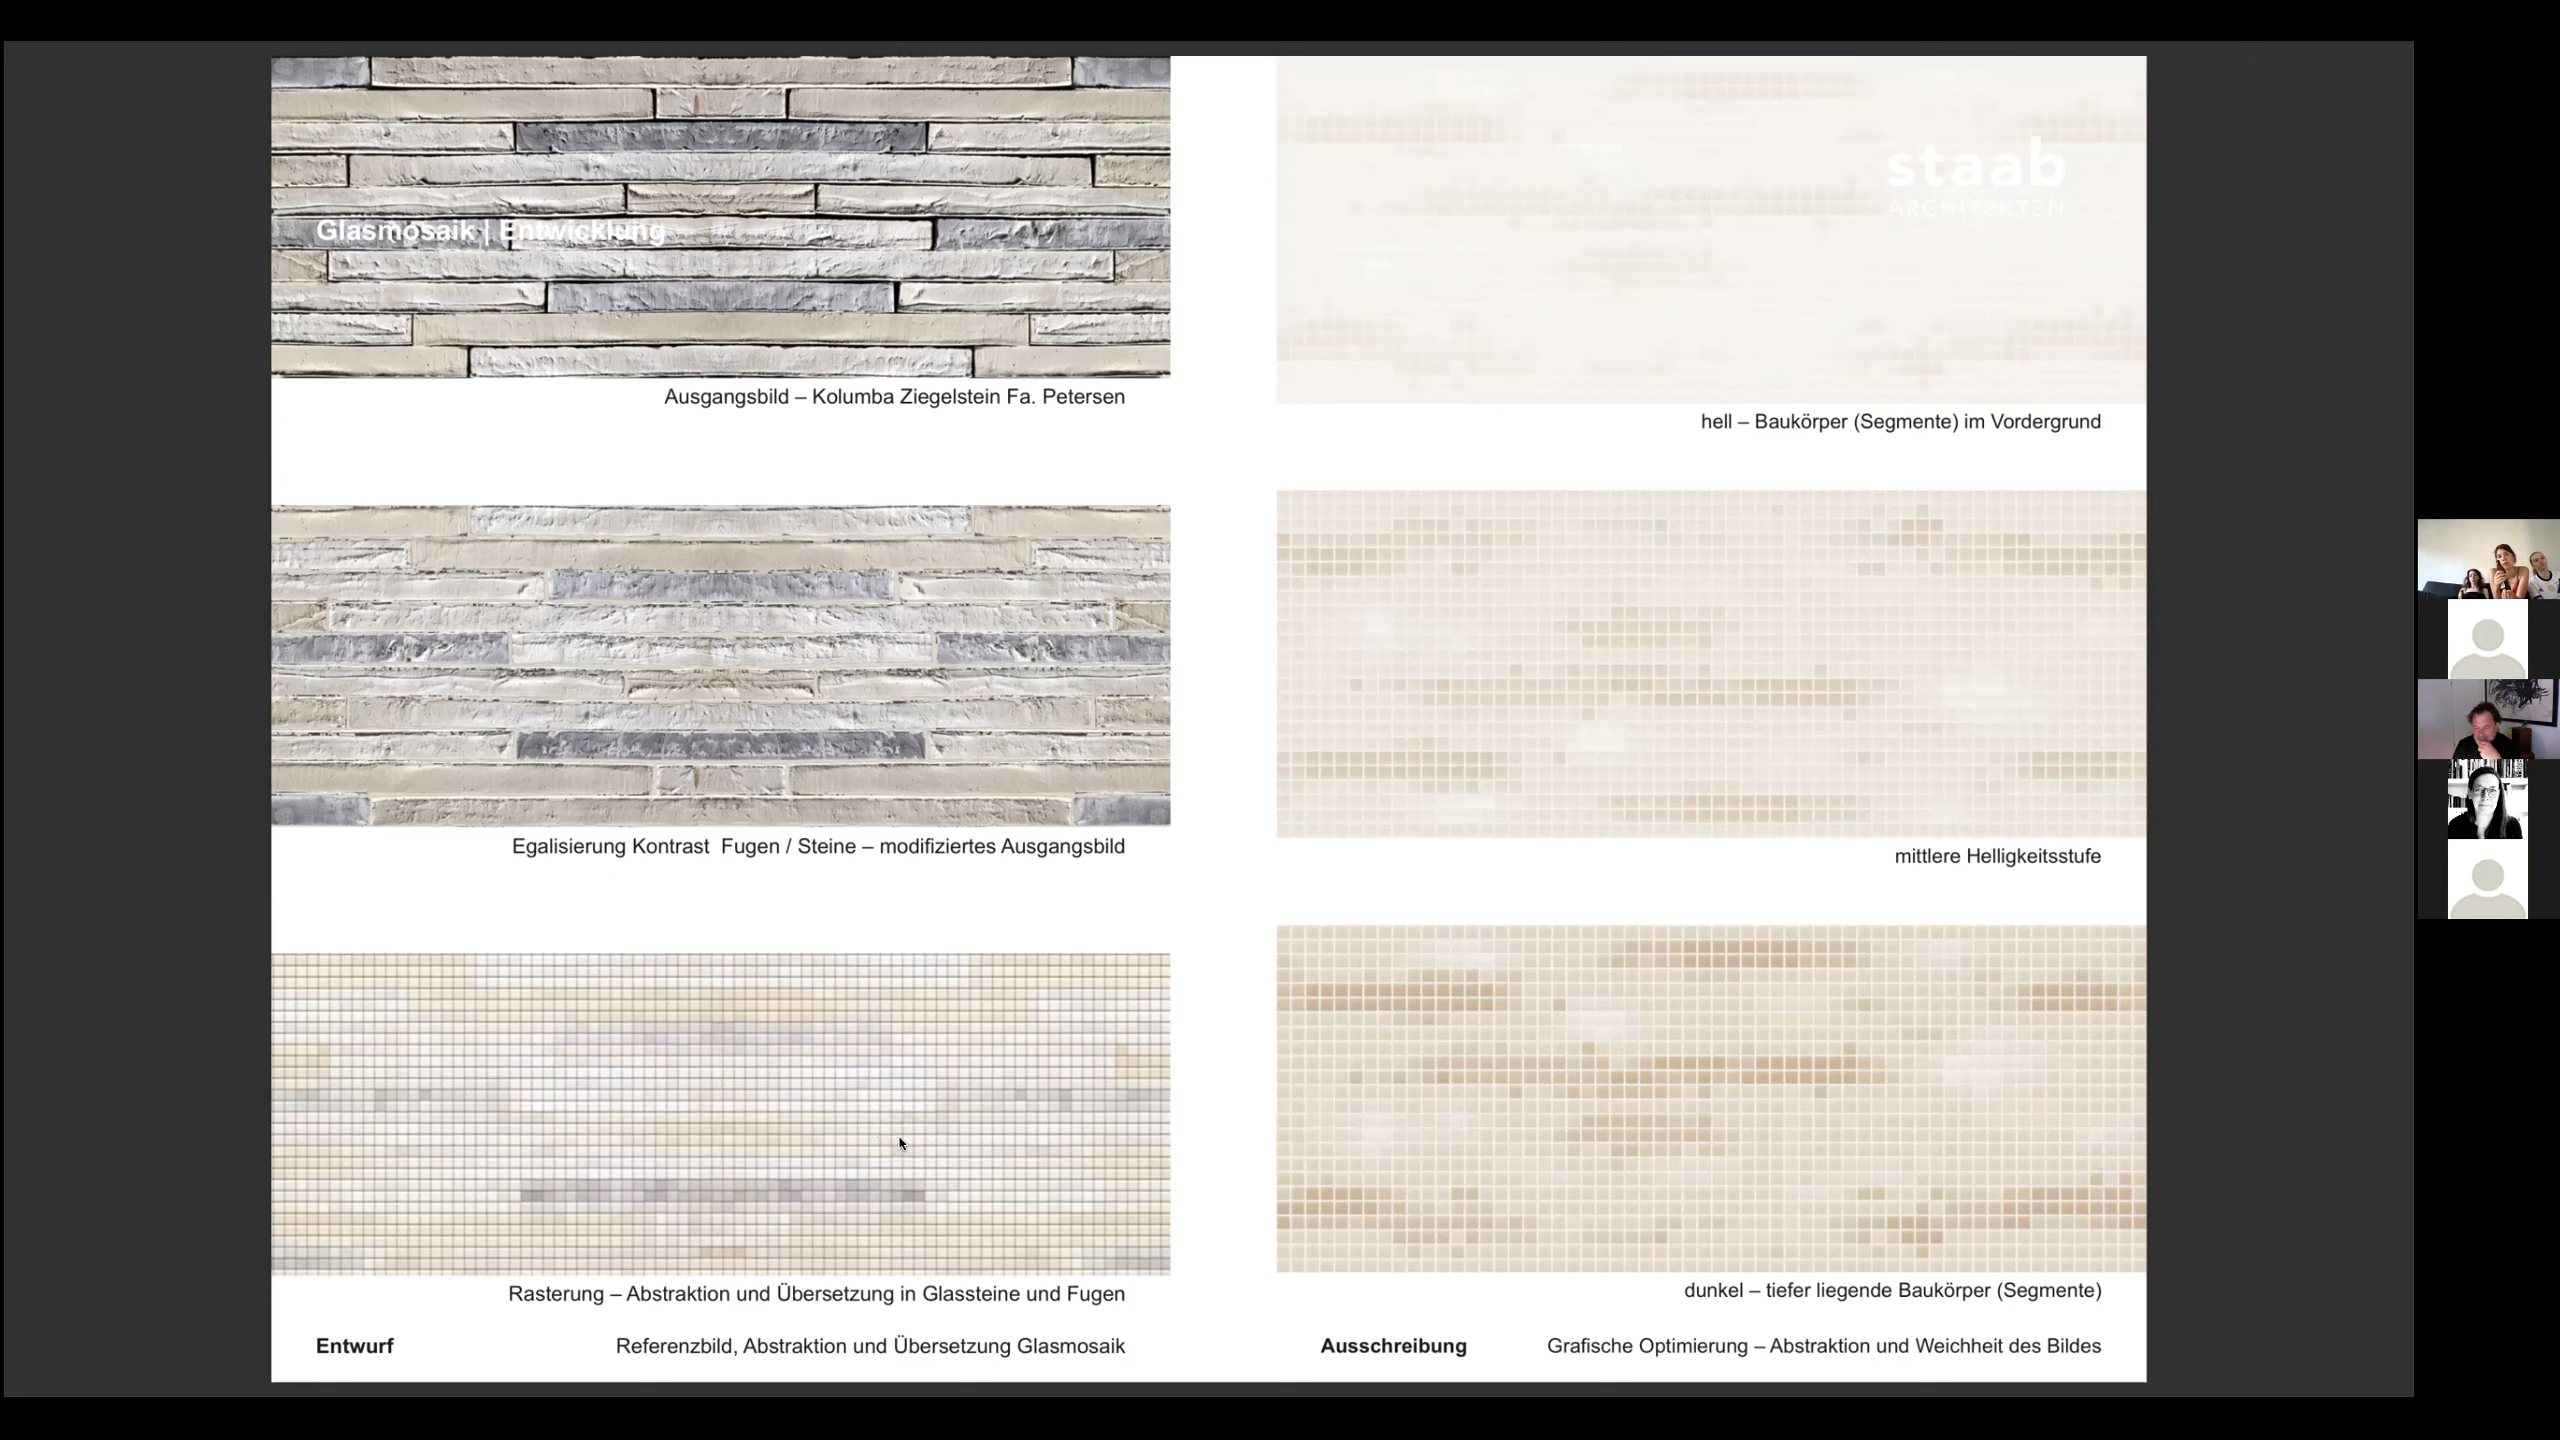 Glasmosaik | Entwicklung
Ausgangsbild – Kolumba Ziegelstein Fa. Petersen
Egalisierung Kontrast  Fugen / Steine – modifiziertes Ausgangsbild
Rasterung – Abstraktion und Übersetzung in Glassteine und Fugen
Entwurf Referenzbild, Abstraktion und Übersetzung Glasmosaik
staab
ARCHITEKTEN
hell – Baukörper (Segmente) im Vordergrund
mittlere Helligkeitsstufe
dunkel – tiefer liegende Baukörper (Segmente)
Ausschreibung Grafische Optimierung – Abstraktion und Weichheit des Bildes